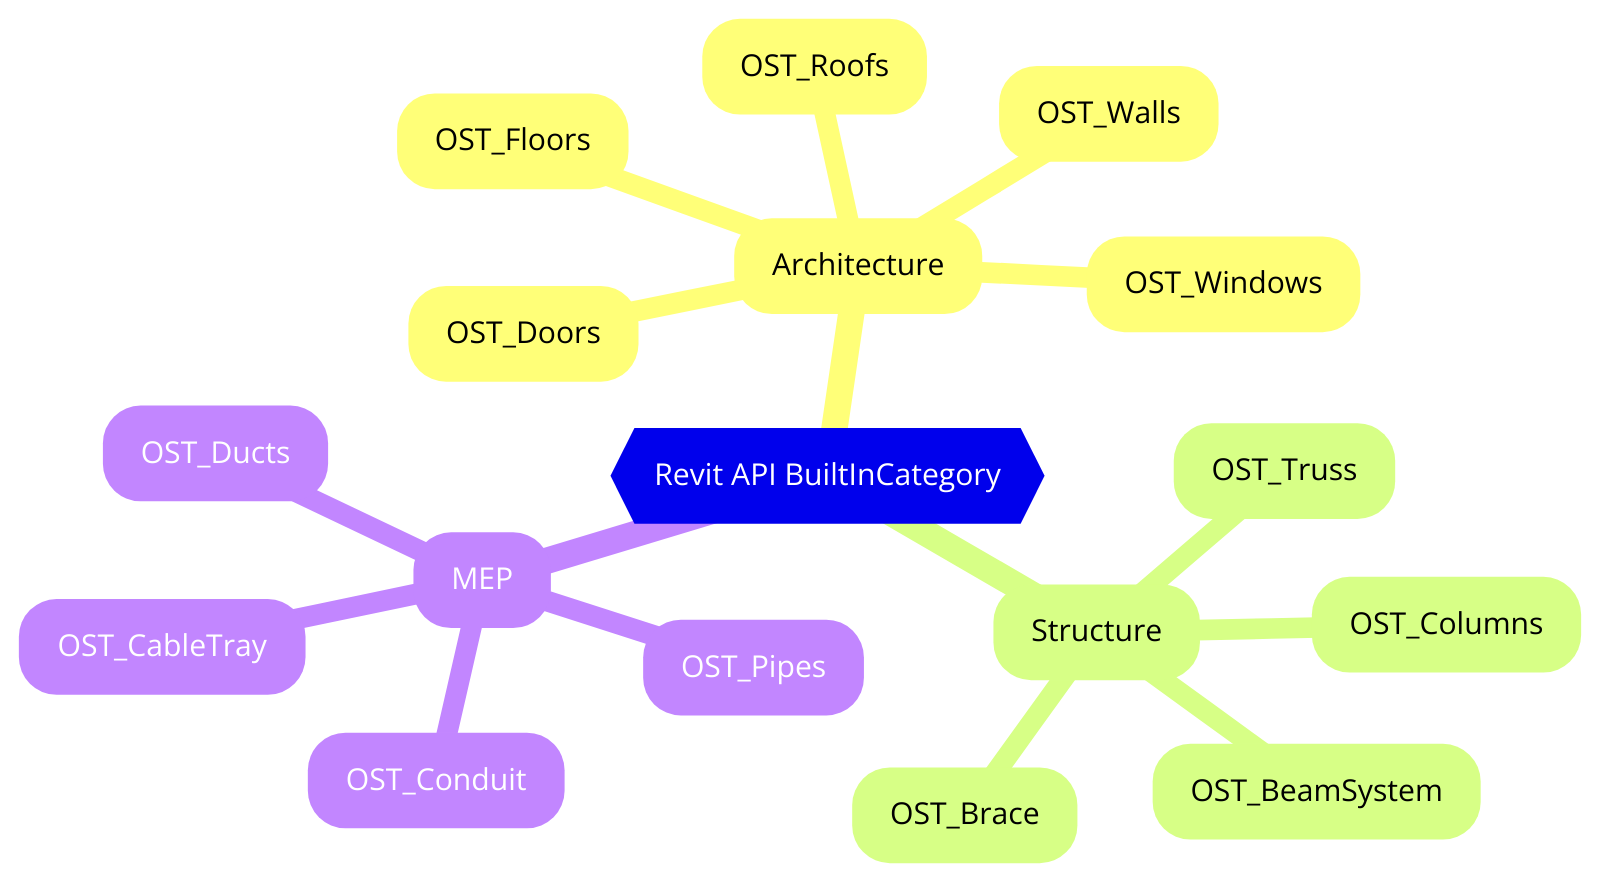 OST_Roofs
OST_Walls
OST_Floors
Architecture
OST_Windows
OST_Doors
OST_Ducts
Revit API BuiltInCategory
OST_Truss
MEP
OST_Columns
Structure
OST_CableTray
OST_Pipes
OST_Conduit
OST_BeamSystem
OST_Brace